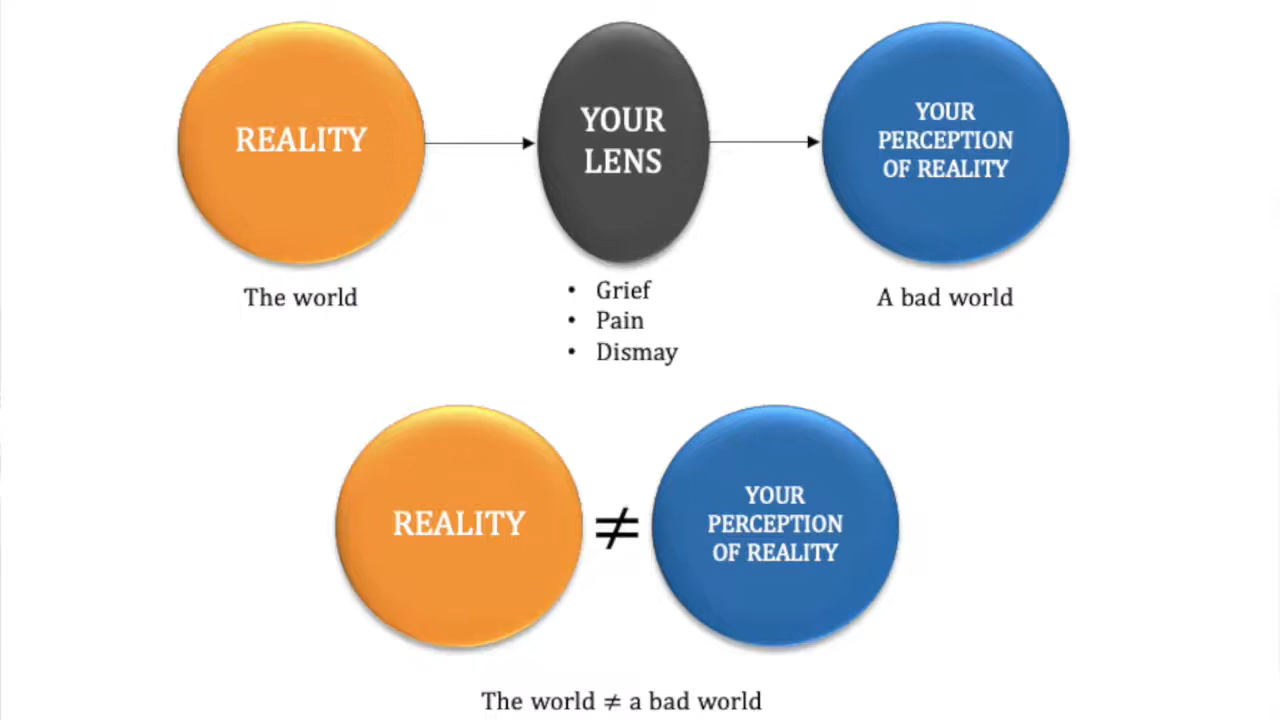 REALITY
YOUR
LENS
YOUR
PERCEPTION
OF REALITY
The world
• Grief
• Pain
• Dismay
A bad world
REALITY
≠
YOUR
PERCEPTION
OF REALITY
The world ≠ a bad world